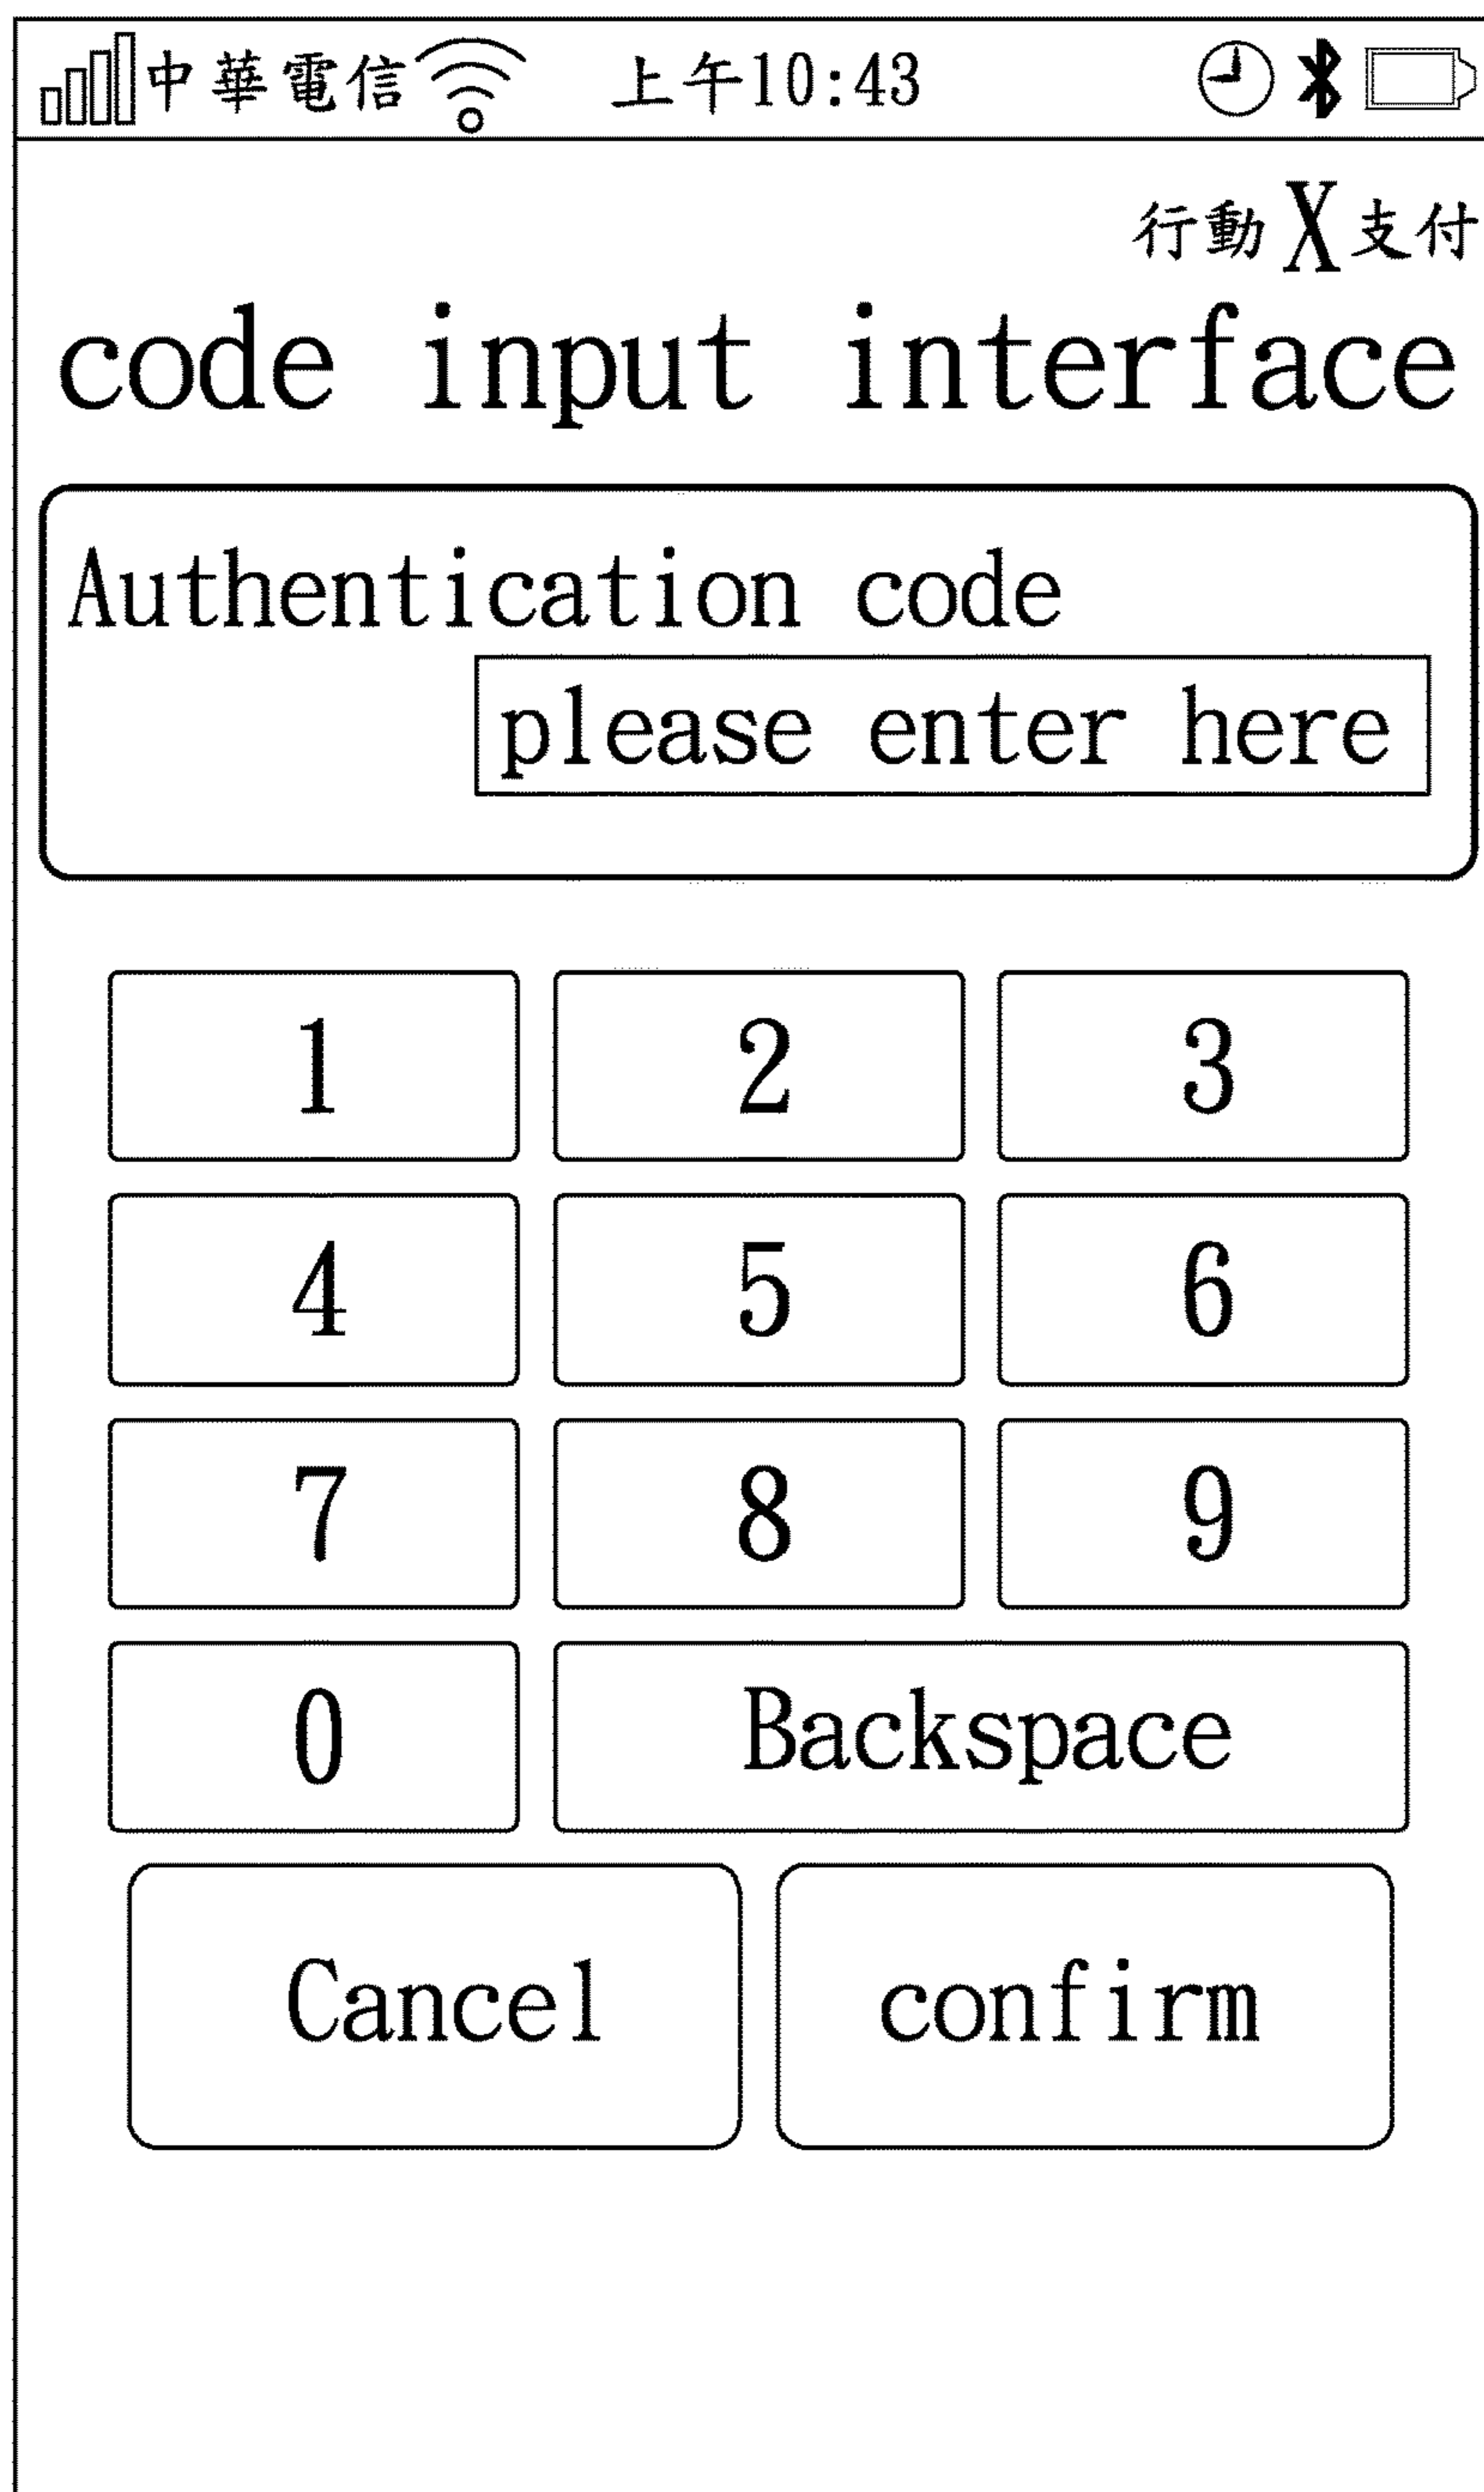 中華電信 上午10:43
行動X支付
code input interface
Authentication code
please enter here
1 2 3
4 5 6
7 8 9
0 Backspace
Cancel confirm